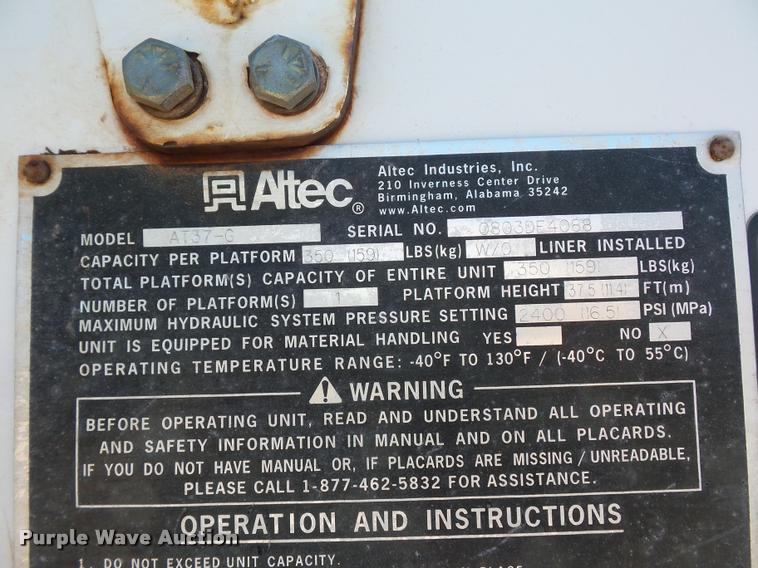 Altec®
Altec Industries, Inc.
210 Inverness Center Drive
Birmingham, Alabama 35242
www.Altec.com
MODEL AT37-G SERIAL NO. 0803DF4068
CAPACITY PER PLATFORM 350 (159) LBS(kg) W/O LINER INSTALLED
TOTAL PLATFORM(S) CAPACITY OF ENTIRE UNIT 350 (159) LBS(kg)
NUMBER OF PLATFORM(S) 1 PLATFORM HEIGHT 37.5 (11.4) FT(m)
MAXIMUM HYDRAULIC SYSTEM PRESSURE SETTING 2400 (16.5) PSI (MPa)
UNIT IS EQUIPPED FOR MATERIAL HANDLING YES NO X
OPERATING TEMPERATURE RANGE: -40°F TO 130°F / (-40°C TO 55°C)
WARNING
BEFORE OPERATING UNIT, READ AND UNDERSTAND ALL OPERATING
AND SAFETY INFORMATION IN MANUAL AND ON ALL PLACARDS.
IF YOU DO NOT HAVE MANUAL OR, IF PLACARDS ARE MISSING/UNREADABLE,
PLEASE CALL 1-877-462-5832 FOR ASSISTANCE.
OPERATION AND INSTRUCTIONS
1. DO NOT EXCEED UNIT CAPACITY.
Purple Wave Auction